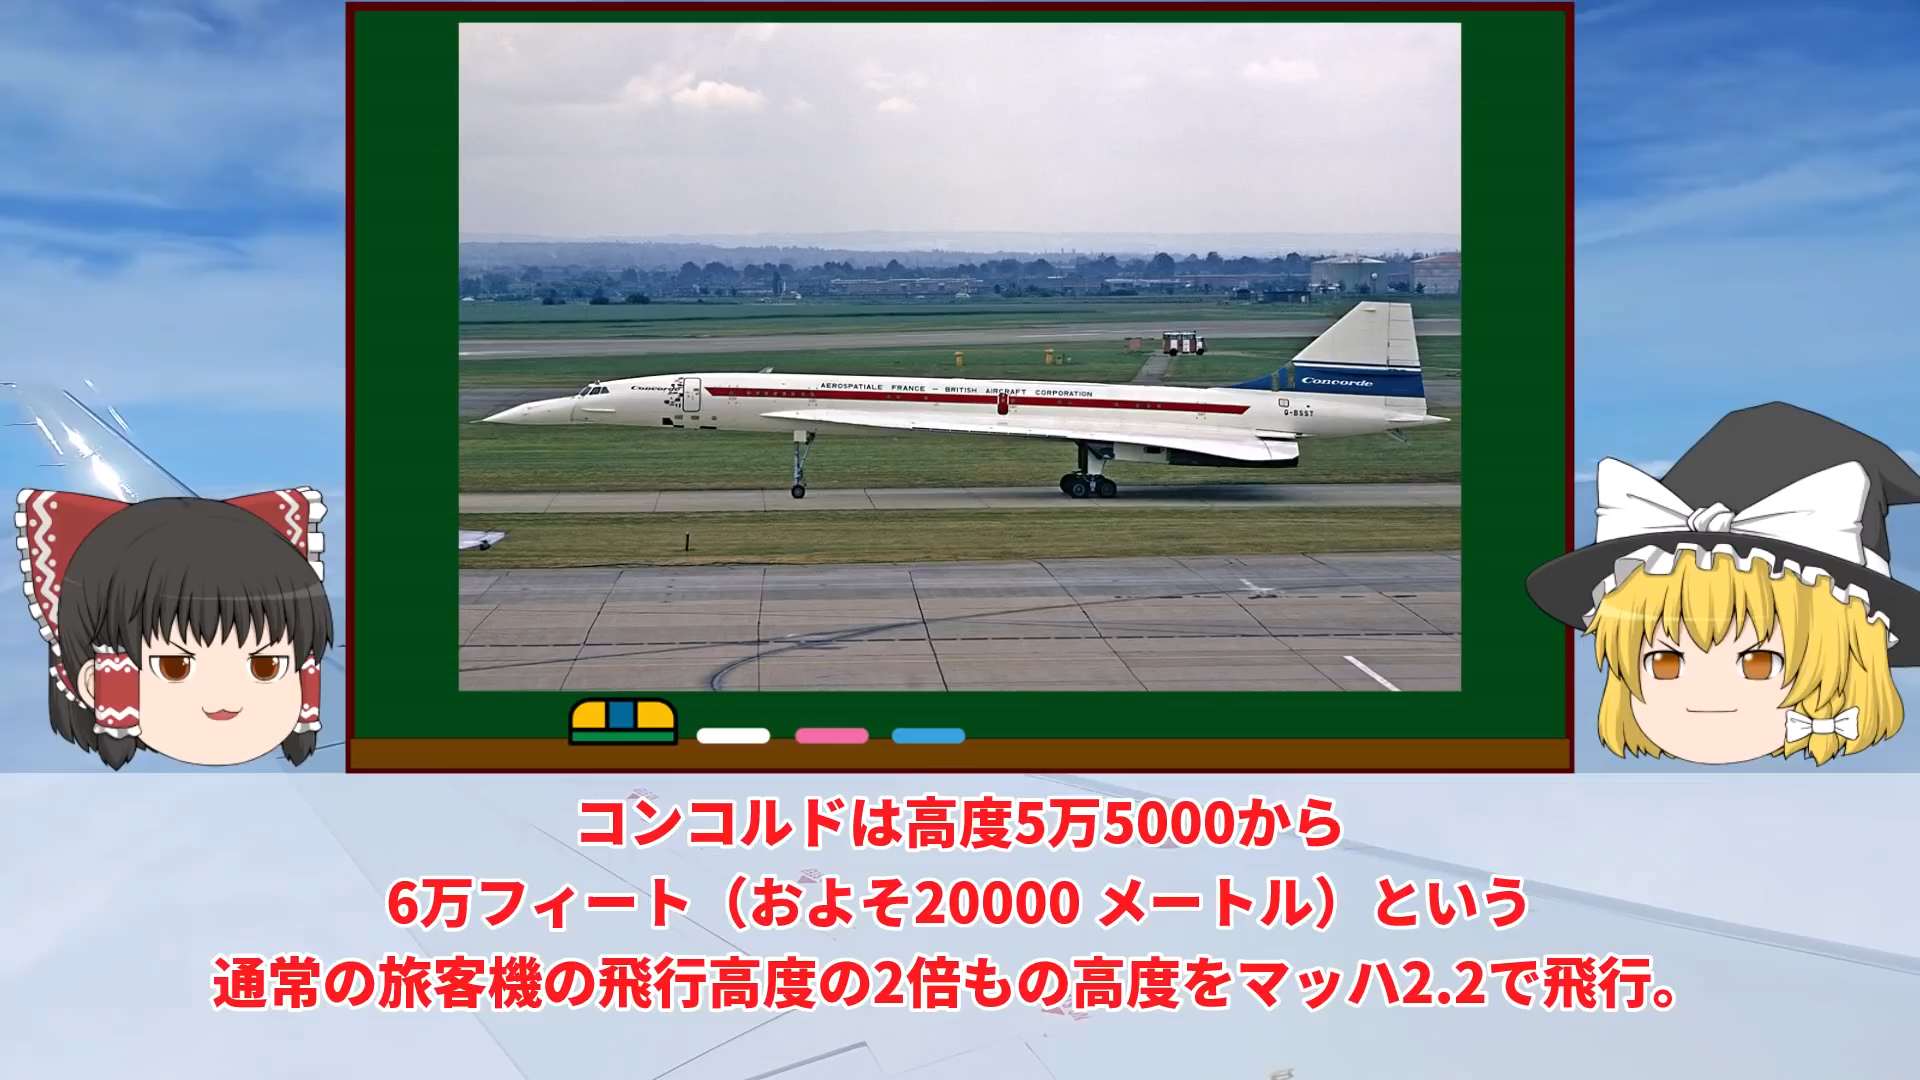 Concorde
AEROSPATIALE FRANCE — BRITISH AIRCRAFT CORPORATION
Concorde
G-BSST
コンコルドは高度5万5000から
6万フィート（およそ20000 メートル）という
通常の旅客機の飛行高度の2倍もの高度をマッハ2.2で飛行。